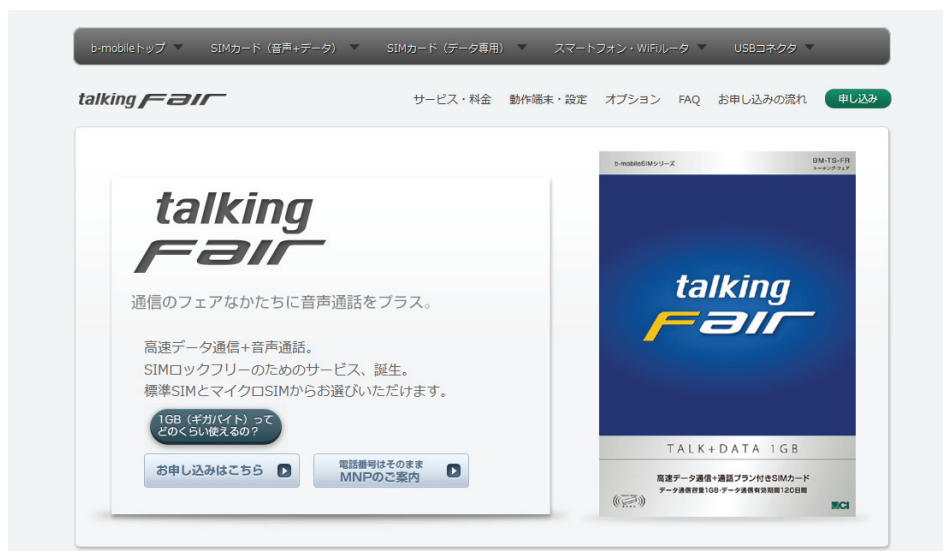 b-mobileトップ
SIMカード（音声+データ）
SIMカード（データ専用）
スマートフォン・WiFiルータ
USBコネクタ
talking Fair
サービス・料金
動作端末・設定
オプション
FAQ
お申し込みの流れ
申し込み
talking
Fair
通信のフェアなかたちに音声通話をプラス。
高速データ通信+音声通話。
SIMロックフリーのためのサービス、誕生。
標準SIMとマイクロSIMからお選びいただけます。
1GB（ギガバイト）って
どのくらい使えるの？
お申し込みはこちら
電話番号はそのまま
MNPのご案内
b-mobileSIMシリーズ
BM-TS-FR
トーキングフェア
talking
Fair
TALK+DATA 1GB
高速データ通信+通話プラン付きSIMカード
データ通信容量1GB・データ通信有効期間120日間